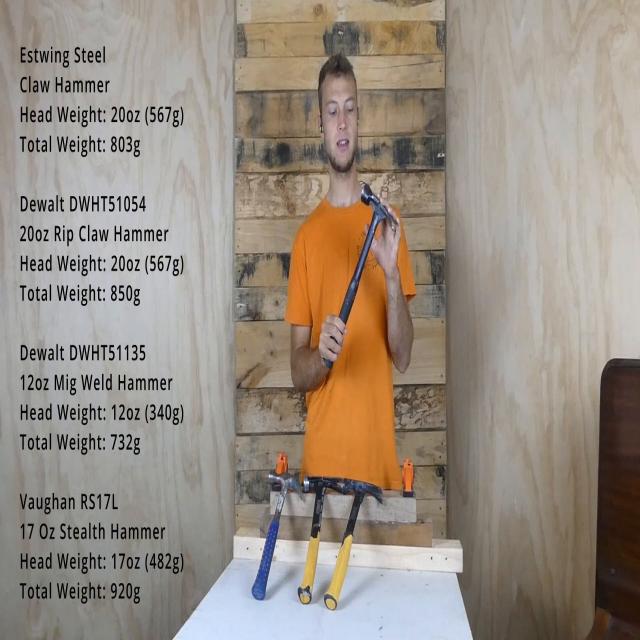 Estwing Steel
Claw Hammer
Head Weight: 20oz (567g)
Total Weight: 803g
Dewalt DWHT51054
20oz Rip Claw Hammer
Head Weight: 20oz (567g)
Total Weight: 850g
Dewalt DWHT51135
12oz Mig Weld Hammer
Head Weight: 12oz (340g)
Total Weight: 732g
Vaughan RS17L
17 Oz Stealth Hammer
Head Weight: 17oz (482g)
Total Weight: 920g